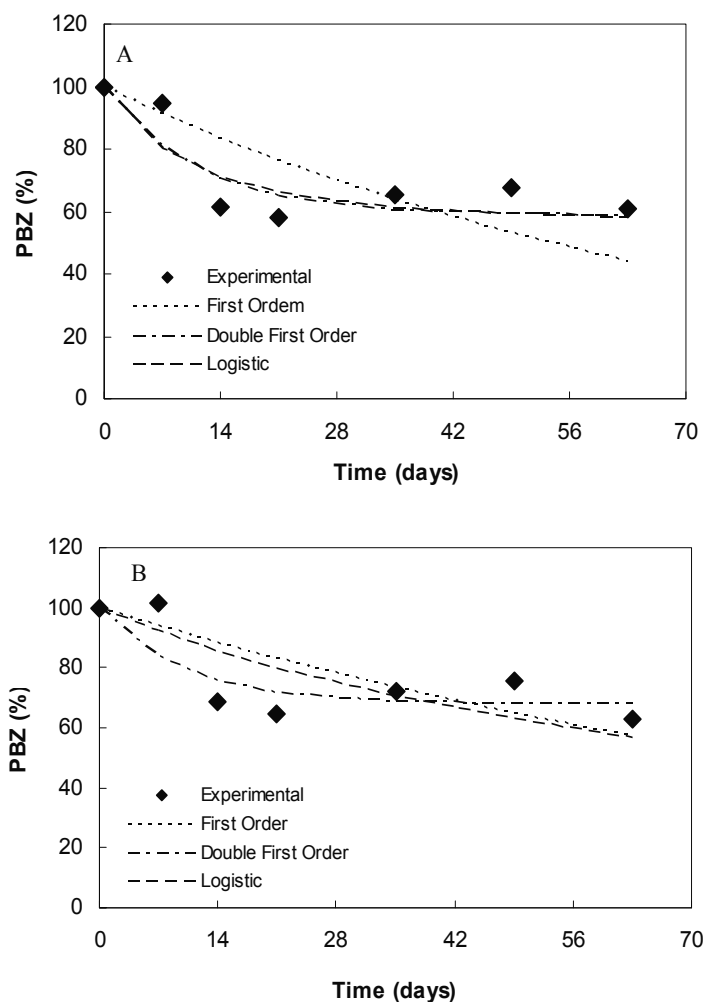 120
A
100
80
PBZ (%)
60
Experimental
40
First Ordem
Double First Order
20
Logistic
0
0 14 28 42 56 70
Time (days)
120
B
100
80
PBZ (%)
60
Experimental
40
First Order
Double First Order
20
Logistic
0
0 14 28 42 56 70
Time (days)